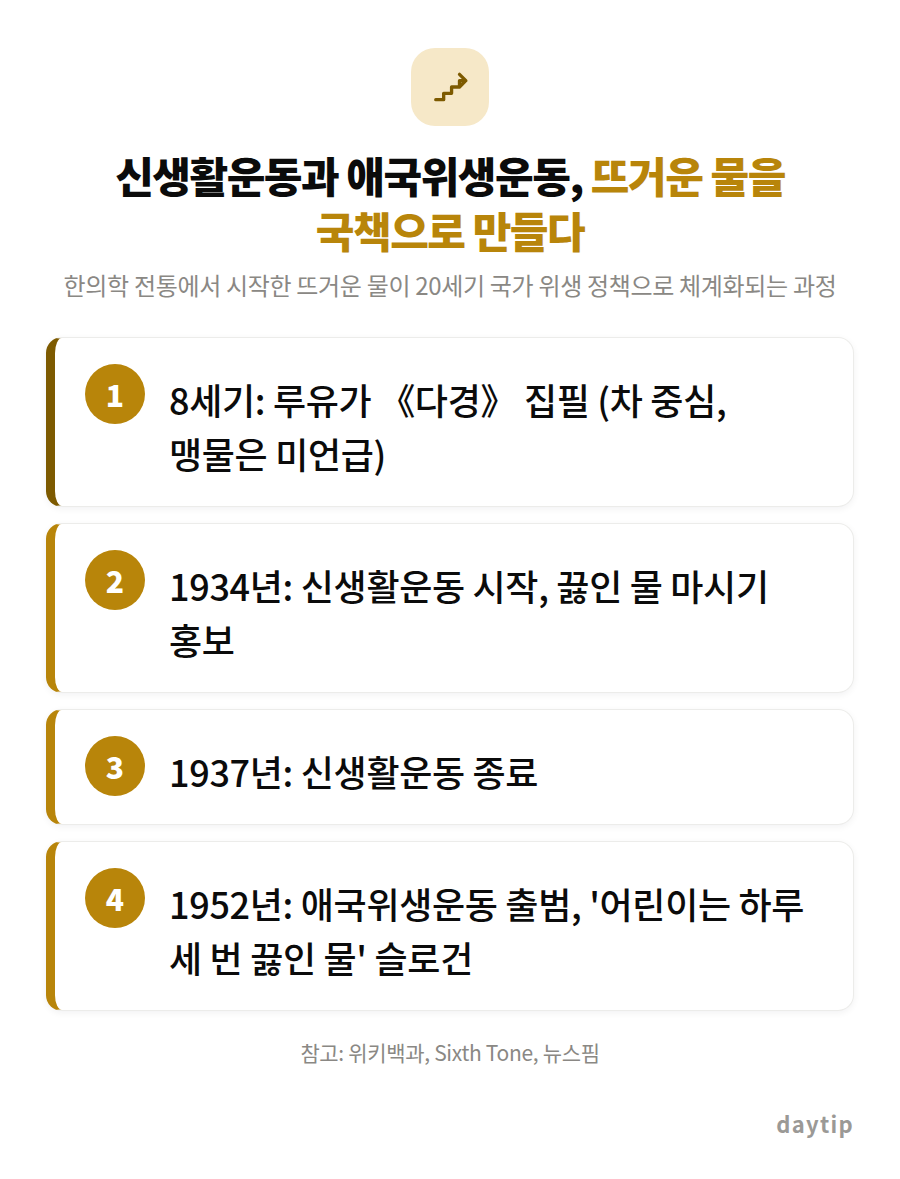 신생활운동과 애국위생운동, 뜨거운 물을
국책으로 만들다
한의학 전통에서 시작한 뜨거운 물이 20세기 국가 위생 정책으로 체계화되는 과정
1
8세기: 루유가 《다경》 집필 (차 중심,
맹물은 미언급)
2
1934년: 신생활운동 시작, 끓인 물 마시기
홍보
3
1937년: 신생활운동 종료
4
1952년: 애국위생운동 출범, '어린이는 하루
세 번 끓인 물' 슬로건
참고: 위키백과, Sixth Tone, 뉴스핌
daytip